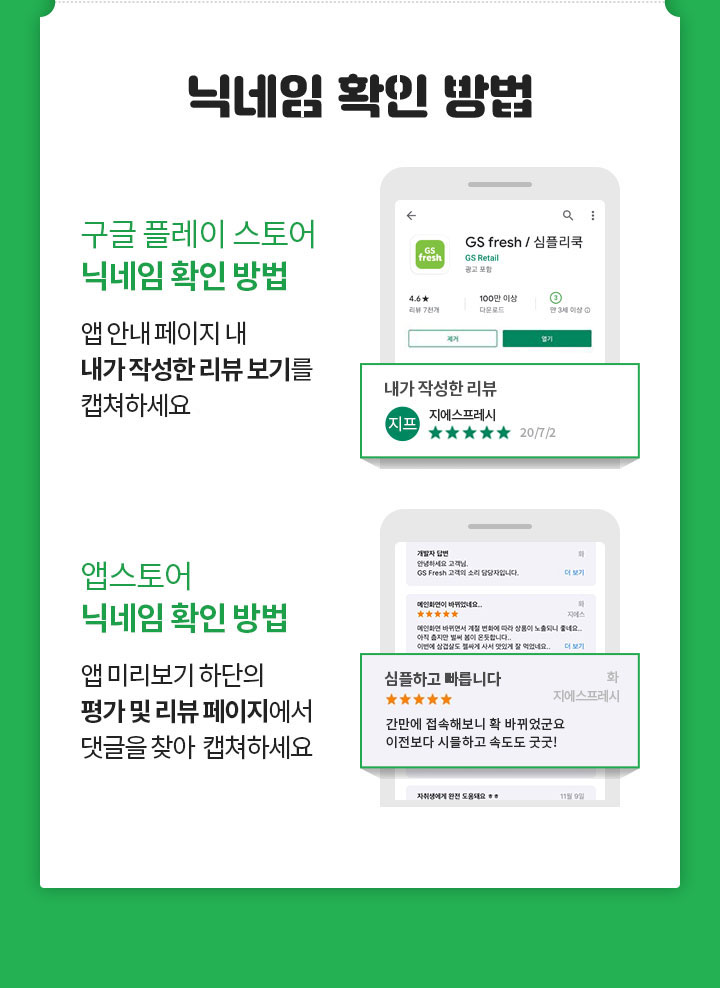 닉네임 확인 방법
구글 플레이 스토어
닉네임 확인 방법
앱 안내 페이지 내
내가 작성한 리뷰 보기를
캡쳐하세요
GS fresh / 심플리쿡
GS Retail
광고 포함
GS
fresh
4.6★
리뷰 7천개
100만 이상
다운로드
3
만 3세 이상
제거
열기
내가 작성한 리뷰
지프
지에스프레시
20/7/2
앱스토어
닉네임 확인 방법
앱 미리보기 하단의
평가 및 리뷰 페이지에서
댓글을 찾아 캡쳐하세요
개발자 답변
화
안녕하세요 고객님.
GS Fresh 고객의 소리 담당자입니다.
더 보기
메인화면이 바뀌었네요..
화
지에스
메인화면 바뀌면서 계절 변화에 따라 상품이 노출되니 좋네요..
아직 춥지만 벌써 봄이 온듯합니다..
이번에 삼겹살도 잴싸게 사서 맛있게 잘 먹었네요..
더 보기
심플하고 빠릅니다
화
지에스프레시
간만에 접속해보니 확 바뀌었군요
이전보다 시믈하고 속도도 굿굿!
자취생에게 완전 도움돼요 ㅎㅎ
11월 9일